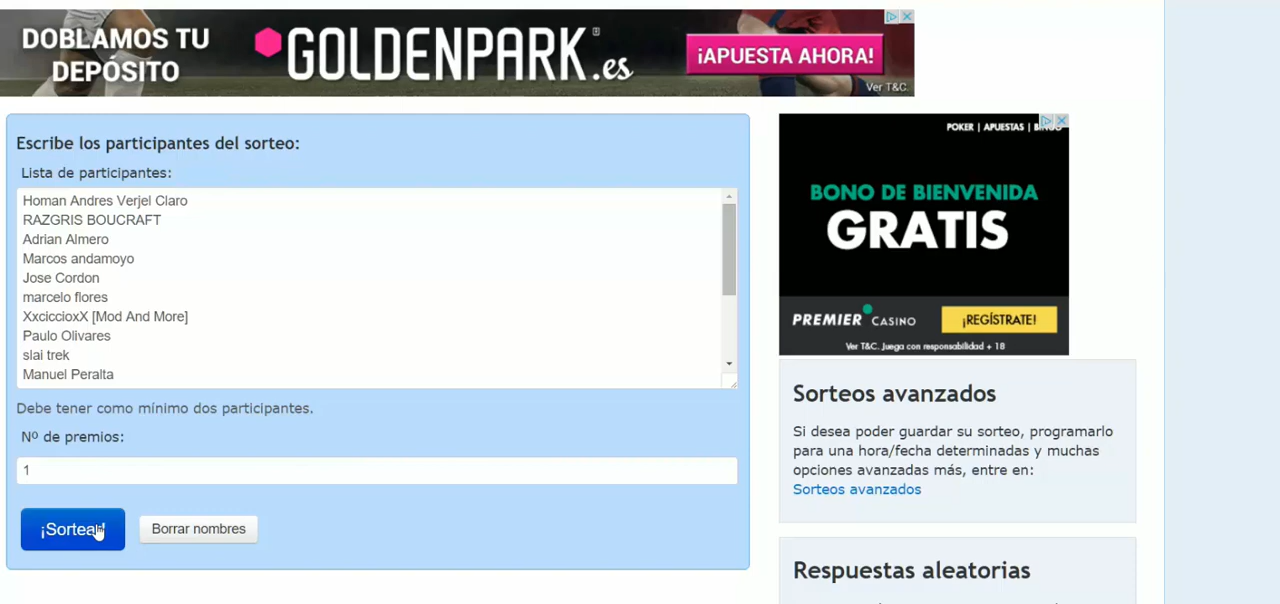 DOBLAMOS TU
DEPÓSITO
GOLDENPARK.es
¡APUESTA AHORA!
Ver T&C.
Escribe los participantes del sorteo:
Lista de participantes:
Homan Andres Verjel Claro
RAZGRIS BOUCRAFT
Adrian Almero
Marcos andamoyo
Jose Cordon
marcelo flores
XxciccioxX [Mod And More]
Paulo Olivares
slai trek
Manuel Peralta
Debe tener como mínimo dos participantes.
Nº de premios:
1
¡Sortear!
Borrar nombres
POKER | APUESTAS | BINGO
BONO DE BIENVENIDA
GRATIS
PREMIER CASINO
¡REGÍSTRATE!
Ver T&C. Juega con responsabilidad + 18
Sorteos avanzados
Si desea poder guardar su sorteo, programarlo
para una hora/fecha determinadas y muchas
opciones avanzadas más, entre en:
Sorteos avanzados
Respuestas aleatorias